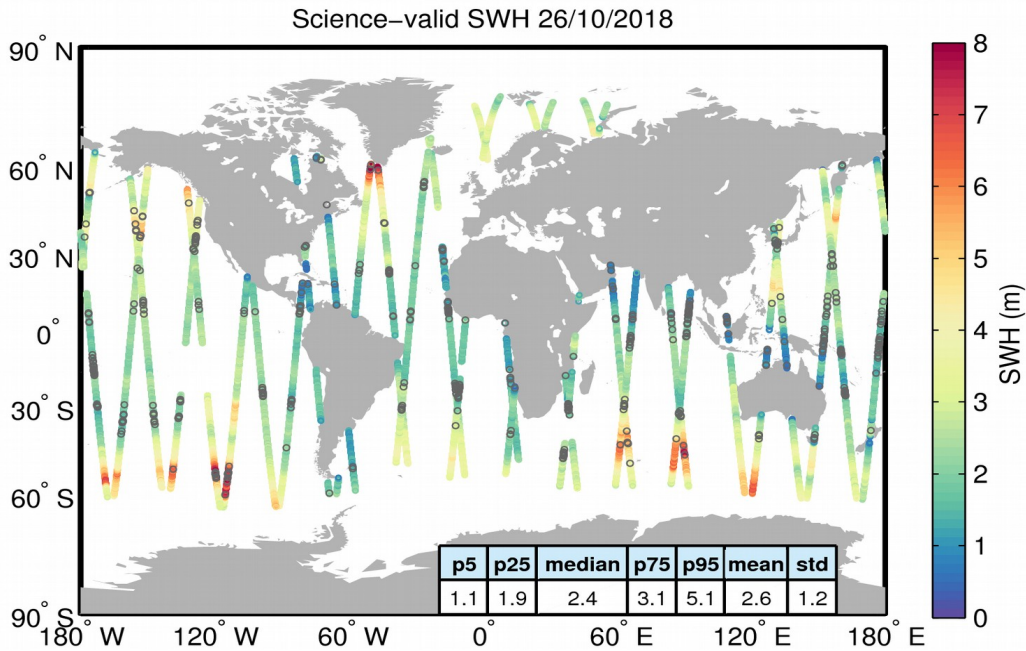 Science−valid SWH 26/10/2018
90° N
60° N
30° N
0°
30° S
60° S
90° S
180° W
120° W
60° W
0°
60° E
120° E
180° E
p5 p25 median p75 p95 mean std
1.1 1.9 2.4 3.1 5.1 2.6 1.2
8
7
6
5
4
3
2
1
0
SWH (m)